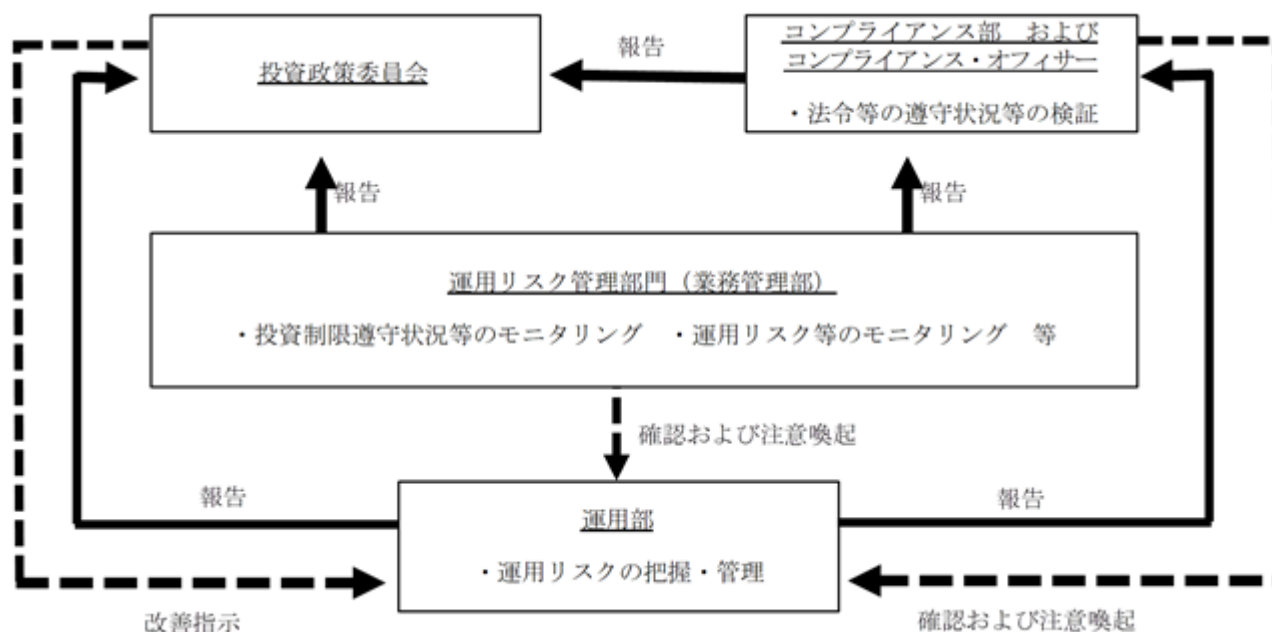 報告
コンプライアンス部 および
コンプライアンス・オフィサー
投資政策委員会
・法令等の遵守状況等の検証
報告
報告
運用リスク管理部門（業務管理部）
・投資制限遵守状況等のモニタリング ・運用リスク等のモニタリング 等
確認および注意喚起
報告
報告
運用部
・運用リスクの把握・管理
改善指示
確認および注意喚起